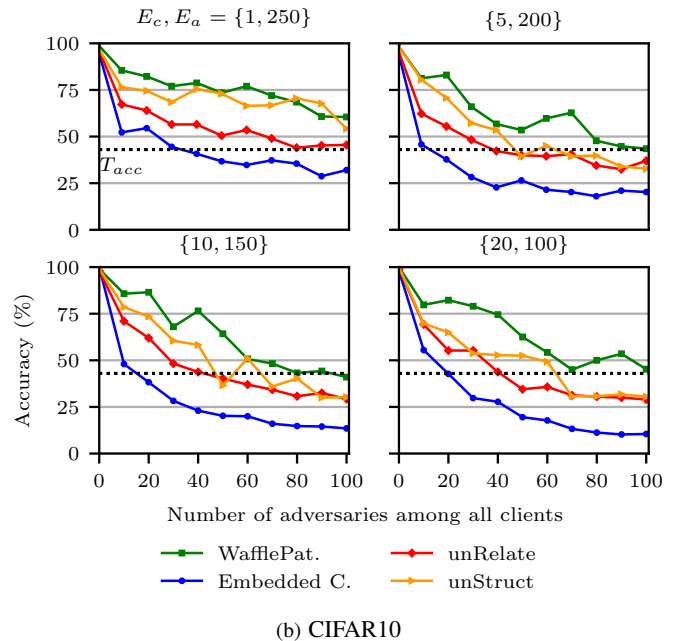 E_c, E_a = {1, 250}
{5, 200}
100
75
50
25
0
T_acc
{10, 150}
{20, 100}
100
75
50
25
0
Accuracy (%)
0 20 40 60 80 100
0 20 40 60 80 100
Number of adversaries among all clients
WafflePat.
unRelate
Embedded C.
unStruct
(b) CIFAR10